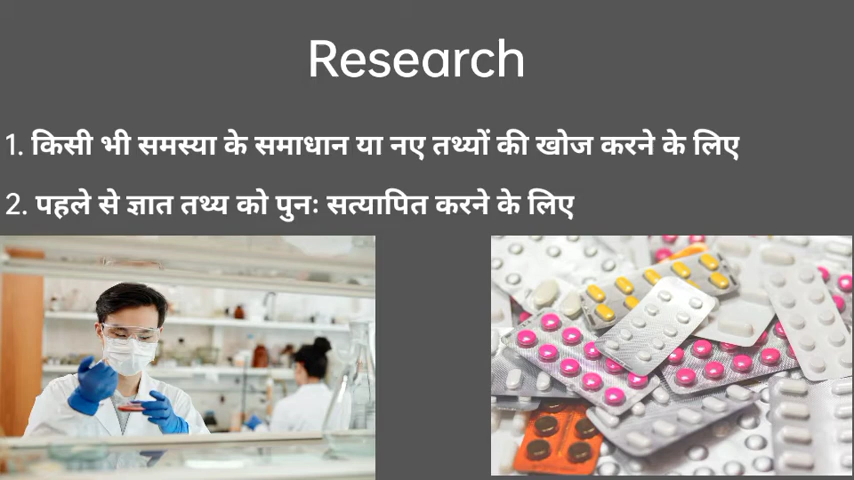 Research
1. किसी भी समस्या के समाधान या नए तथ्यों की खोज करने के लिए
2. पहले से ज्ञात तथ्य को पुनः सत्यापित करने के लिए